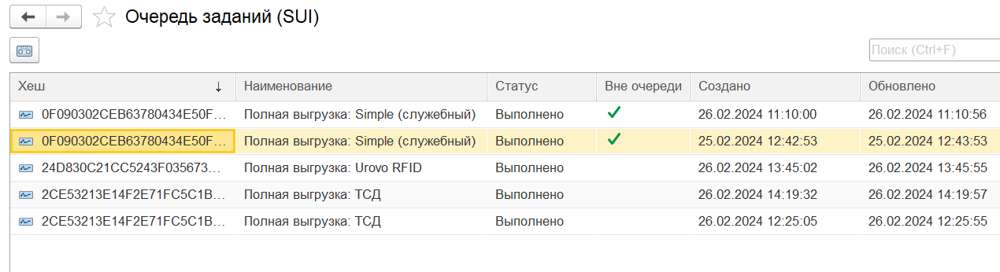 Очередь заданий (SUI)
Поиск (Ctrl+F)
Хеш Наименование Статус Вне очереди Создано Обновлено
0F090302CEB63780434E50F... Полная выгрузка: Simple (служебный) Выполнено 26.02.2024 11:10:00 26.02.2024 11:10:56
0F090302CEB63780434E50F... Полная выгрузка: Simple (служебный) Выполнено 25.02.2024 12:42:53 25.02.2024 12:43:53
24D830C21CC5243F035673... Полная выгрузка: Urovo RFID Выполнено 26.02.2024 13:45:02 26.02.2024 13:45:55
2CE53213E14F2E71FC5C1B... Полная выгрузка: ТСД Выполнено 26.02.2024 14:19:32 26.02.2024 14:19:57
2CE53213E14F2E71FC5C1B... Полная выгрузка: ТСД Выполнено 26.02.2024 12:25:05 26.02.2024 12:25:55